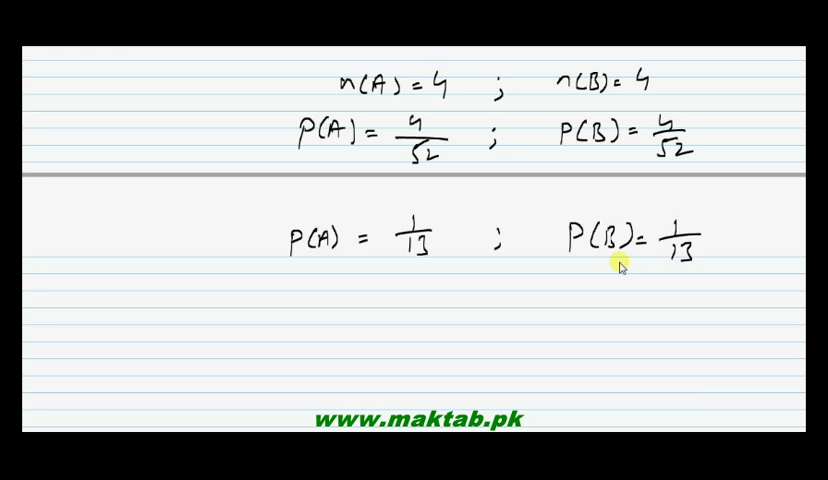 n(A) = 4 ; n(B) = 4
P(A) = 4/52 ; P(B) = 4/52
P(A) = 1/13 ; P(B) = 1/13
www.maktab.pk